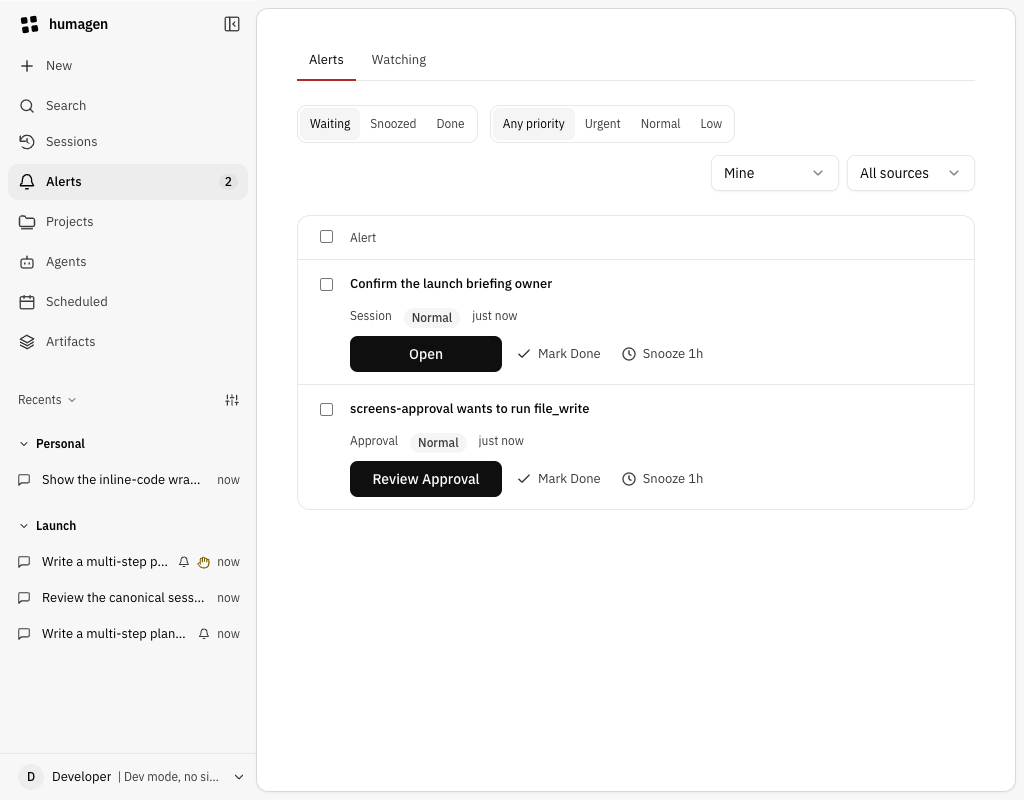 humagen
New
Search
Sessions
Alerts 2
Projects
Agents
Scheduled
Artifacts
Recents
Personal
Show the inline-code wra... now
Launch
Write a multi-step p... now
Review the canonical sess... now
Write a multi-step plan... now
D Developer | Dev mode, no si...
Alerts Watching
Waiting Snoozed Done Any priority Urgent Normal Low
Mine All sources
Alert
Confirm the launch briefing owner
Session Normal just now
Open Mark Done Snooze 1h
screens-approval wants to run file_write
Approval Normal just now
Review Approval Mark Done Snooze 1h